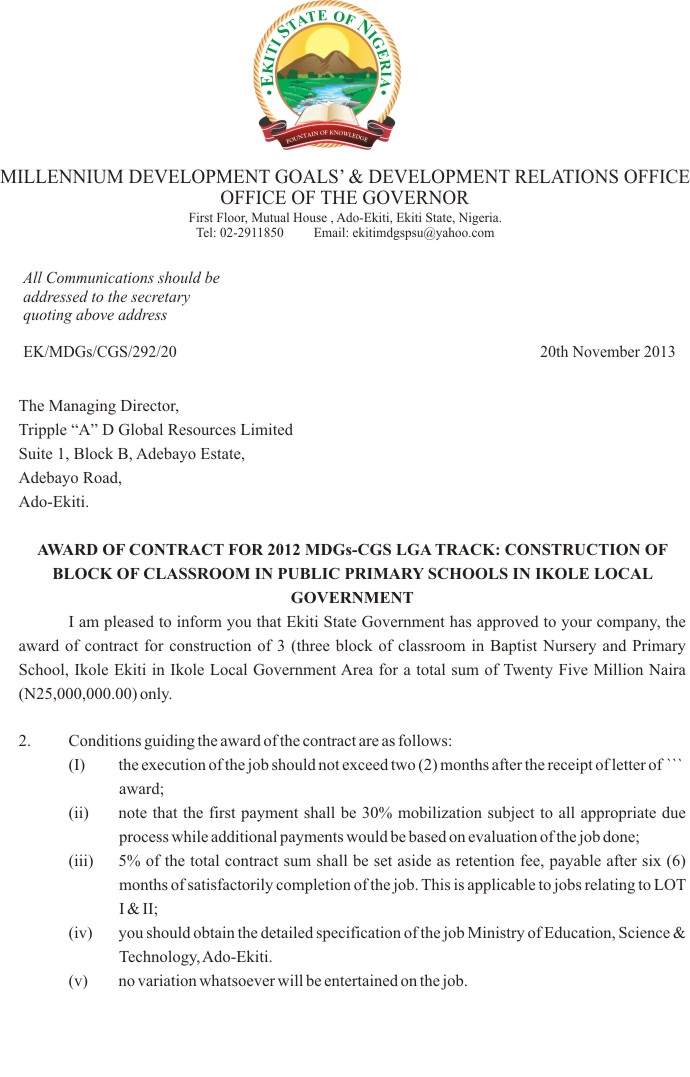 EKITI STATE OF NIGERIA
FOUNTAIN OF KNOWLEDGE
MILLENNIUM DEVELOPMENT GOALS’ & DEVELOPMENT RELATIONS OFFICE
OFFICE OF THE GOVERNOR
First Floor, Mutual House , Ado-Ekiti, Ekiti State, Nigeria.
Tel: 02-2911850 Email: ekitimdgspsu@yahoo.com
All Communications should be
addressed to the secretary
quoting above address
EK/MDGs/CGS/292/20 20th November 2013
The Managing Director,
Tripple “A” D Global Resources Limited
Suite 1, Block B, Adebayo Estate,
Adebayo Road,
Ado-Ekiti.
AWARD OF CONTRACT FOR 2012 MDGs-CGS LGA TRACK: CONSTRUCTION OF
BLOCK OF CLASSROOM IN PUBLIC PRIMARY SCHOOLS IN IKOLE LOCAL
GOVERNMENT
I am pleased to inform you that Ekiti State Government has approved to your company, the
award of contract for construction of 3 (three block of classroom in Baptist Nursery and Primary
School, Ikole Ekiti in Ikole Local Government Area for a total sum of Twenty Five Million Naira
(N25,000,000.00) only.
2. Conditions guiding the award of the contract are as follows:
(I) the execution of the job should not exceed two (2) months after the receipt of letter of ```
award;
(ii) note that the first payment shall be 30% mobilization subject to all appropriate due
process while additional payments would be based on evaluation of the job done;
(iii) 5% of the total contract sum shall be set aside as retention fee, payable after six (6)
months of satisfactorily completion of the job. This is applicable to jobs relating to LOT
I & II;
(iv) you should obtain the detailed specification of the job Ministry of Education, Science &
Technology, Ado-Ekiti.
(v) no variation whatsoever will be entertained on the job.